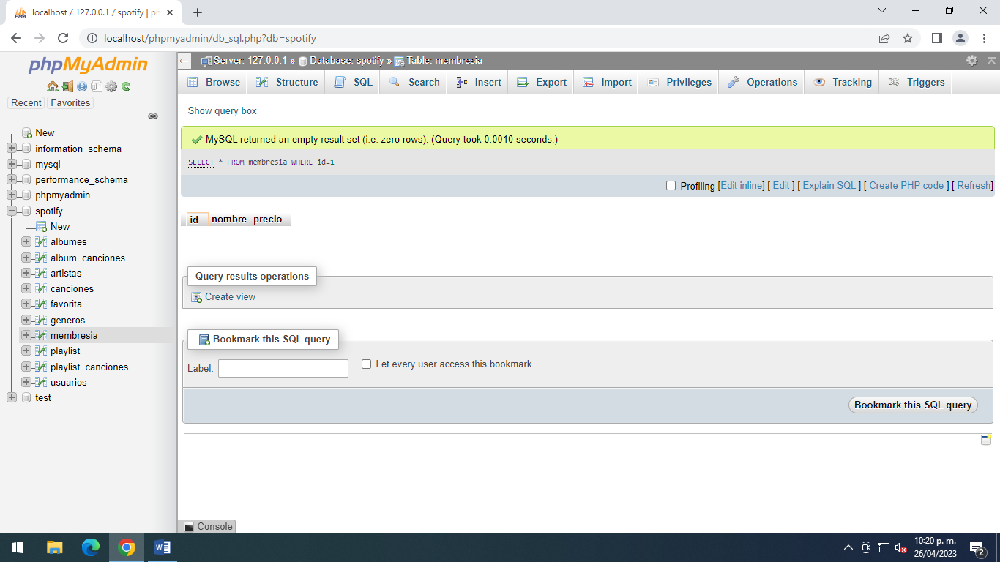 localhost / 127.0.0.1 / spotify | ph
localhost/phpmyadmin/db_sql.php?db=spotify
phpMyAdmin
Recent Favorites
New
information_schema
mysql
performance_schema
phpmyadmin
spotify
New
albumes
album_canciones
artistas
canciones
favorita
generos
membresia
playlist
playlist_canciones
usuarios
test
Server: 127.0.0.1 » Database: spotify » Table: membresia
Browse Structure SQL Search Insert Export Import Privileges Operations Tracking Triggers
Show query box
MySQL returned an empty result set (i.e. zero rows). (Query took 0.0010 seconds.)
SELECT * FROM membresia WHERE id=1
Profiling [Edit inline] [ Edit ] [ Explain SQL ] [ Create PHP code ] [ Refresh]
id nombre precio
Query results operations
Create view
Bookmark this SQL query
Label: Let every user access this bookmark
Bookmark this SQL query
Console
10:20 p. m.
26/04/2023
2